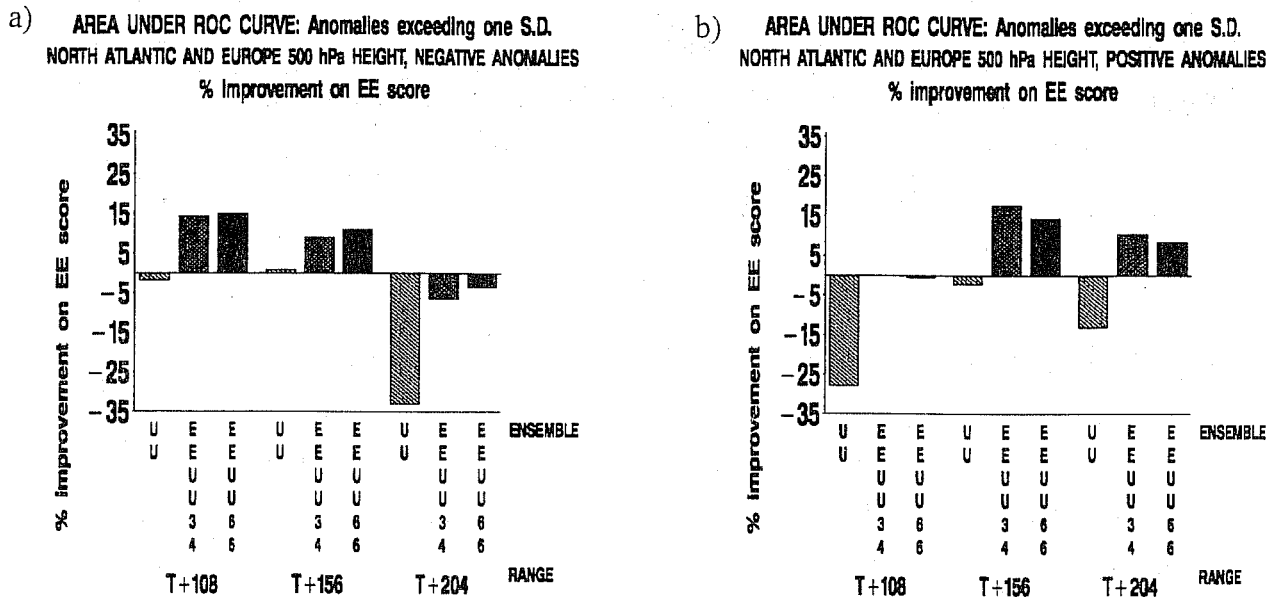 a)
AREA UNDER ROC CURVE: Anomalies exceeding one S.D.
NORTH ATLANTIC AND EUROPE 500 hPa HEIGHT, NEGATIVE ANOMALIES
% Improvement on EE score
% improvement on EE score
35
25
15
5
-5
-15
-25
-35
U E E U E E U E E ENSEMBLE
U E E U E E U E E
U U U U U U
U U U U U U
3 6 3 6 3 6
4 6 4 6 4 6
T+108 T+156 T+204 RANGE
b)
AREA UNDER ROC CURVE: Anomalies exceeding one S.D.
NORTH ATLANTIC AND EUROPE 500 hPa HEIGHT, POSITIVE ANOMALIES
% improvement on EE score
% improvement on EE score
35
25
15
5
-5
-15
-25
-35
U E E U E E U E E ENSEMBLE
U E E U E E U E E
U U U U U U
U U U U U U
3 6 3 6 3 6
4 6 4 6 4 6
T+108 T+156 T+204 RANGE